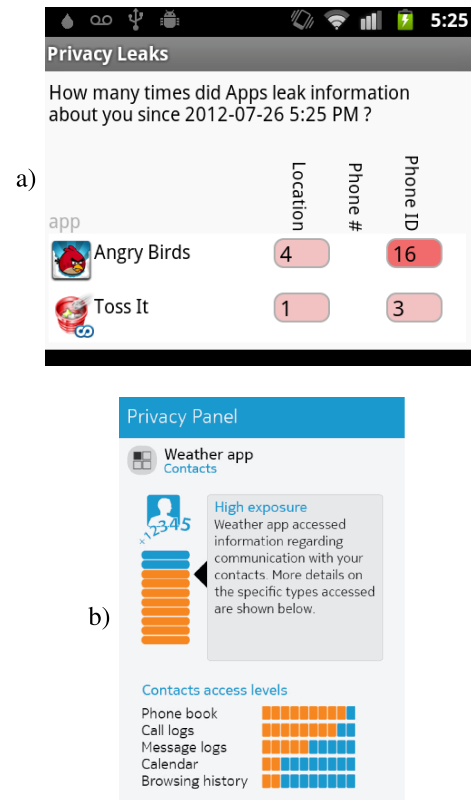 5:25
Privacy Leaks
How many times did Apps leak information
about you since 2012-07-26 5:25 PM ?
a)
app
Location
Phone #
Phone ID
Angry Birds
4
16
Toss It
1
3
Privacy Panel
Weather app
Contacts
x12345
High exposure
Weather app accessed
information regarding
communication with your
contacts. More details on
the specific types accessed
are shown below.
b)
Contacts access levels
Phone book
Call logs
Message logs
Calendar
Browsing history